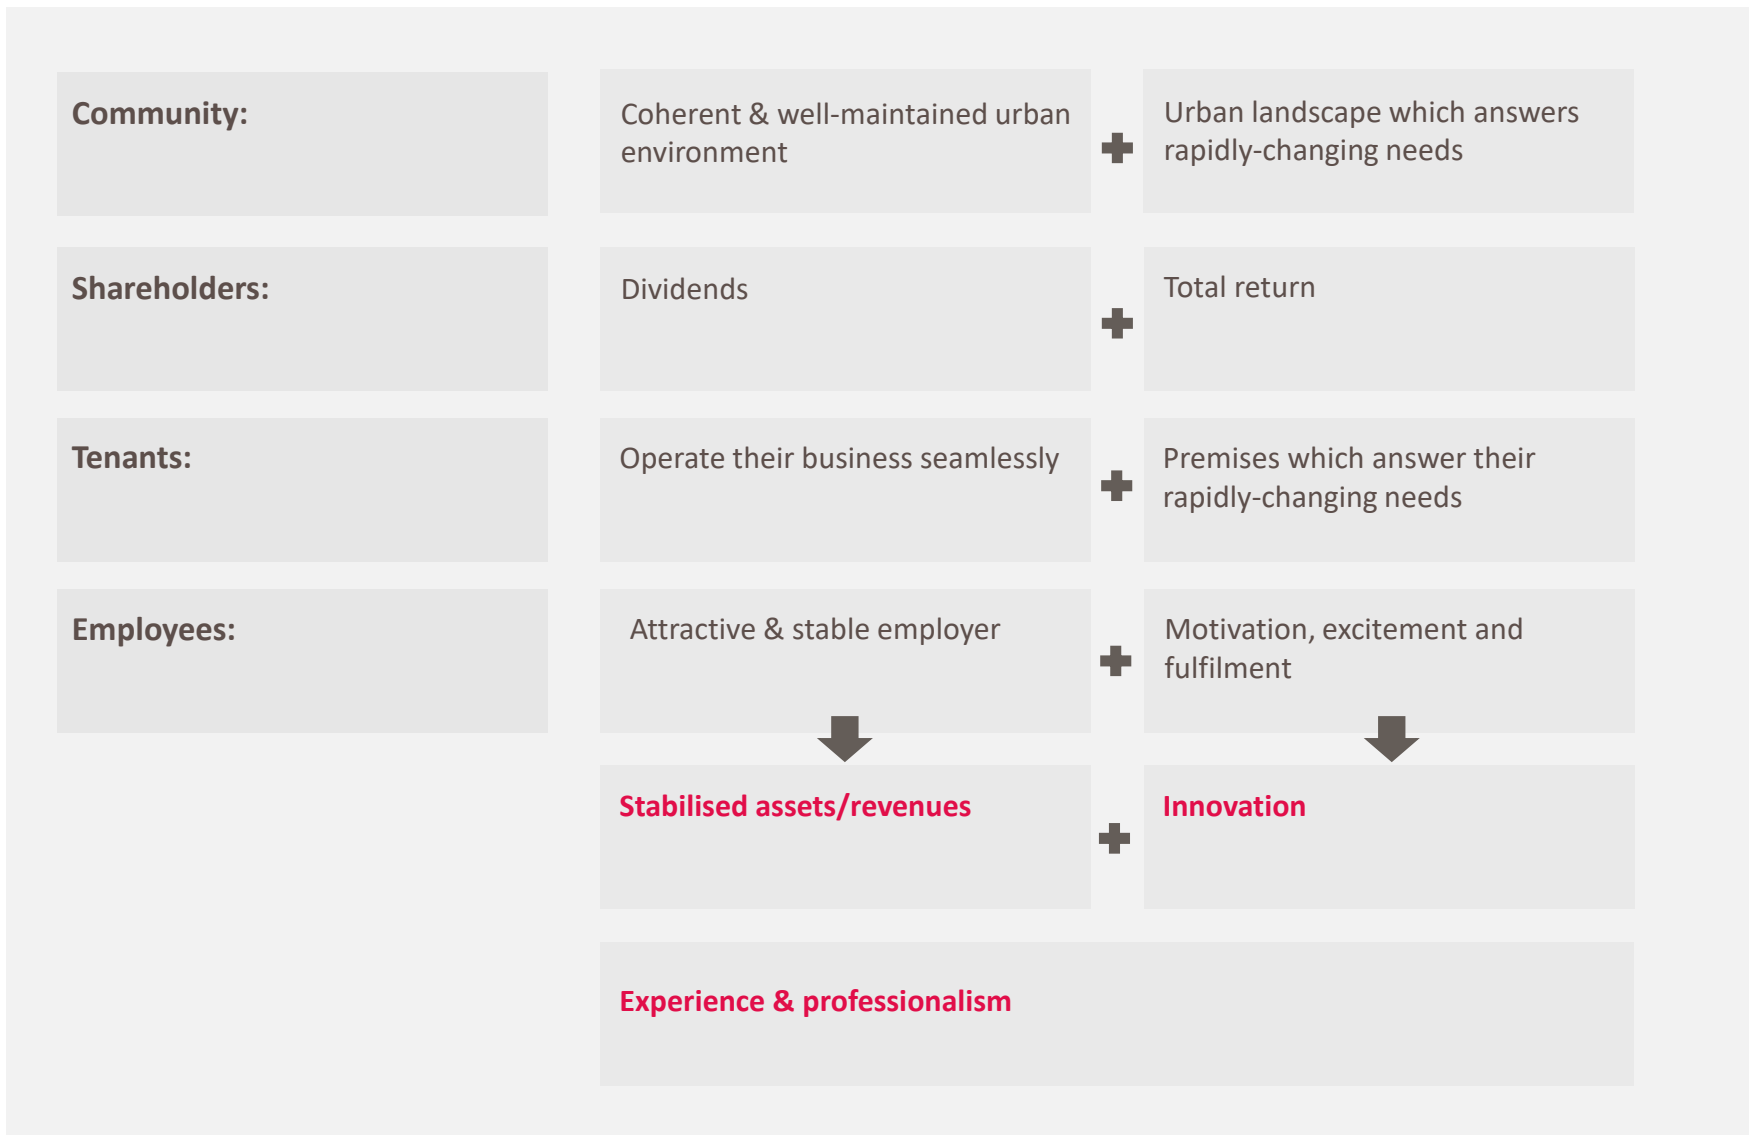 Community:
Coherent & well-maintained urban
environment
Urban landscape which answers
rapidly-changing needs
Shareholders:
Dividends
Total return
Tenants:
Operate their business seamlessly
Premises which answer their
rapidly-changing needs
Employees:
Attractive & stable employer
Motivation, excitement and
fulfilment
Stabilised assets/revenues
Innovation
Experience & professionalism